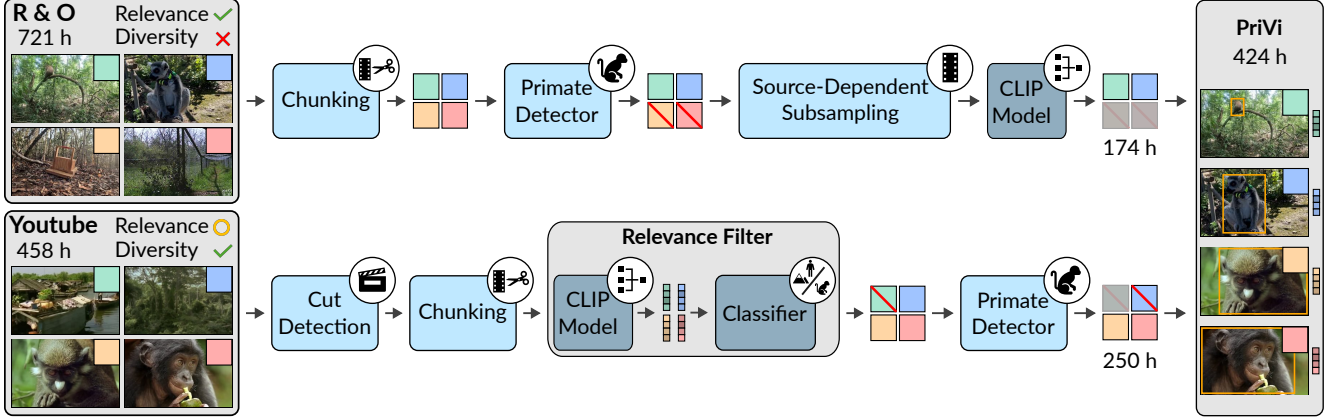 R & O
721 h
Relevance
Diversity
Chunking
Primate
Detector
Source-Dependent
Subsampling
CLIP
Model
174 h
PriVi
424 h
Youtube
458 h
Relevance
Diversity
Cut
Detection
Chunking
Relevance Filter
CLIP
Model
Classifier
Primate
Detector
250 h